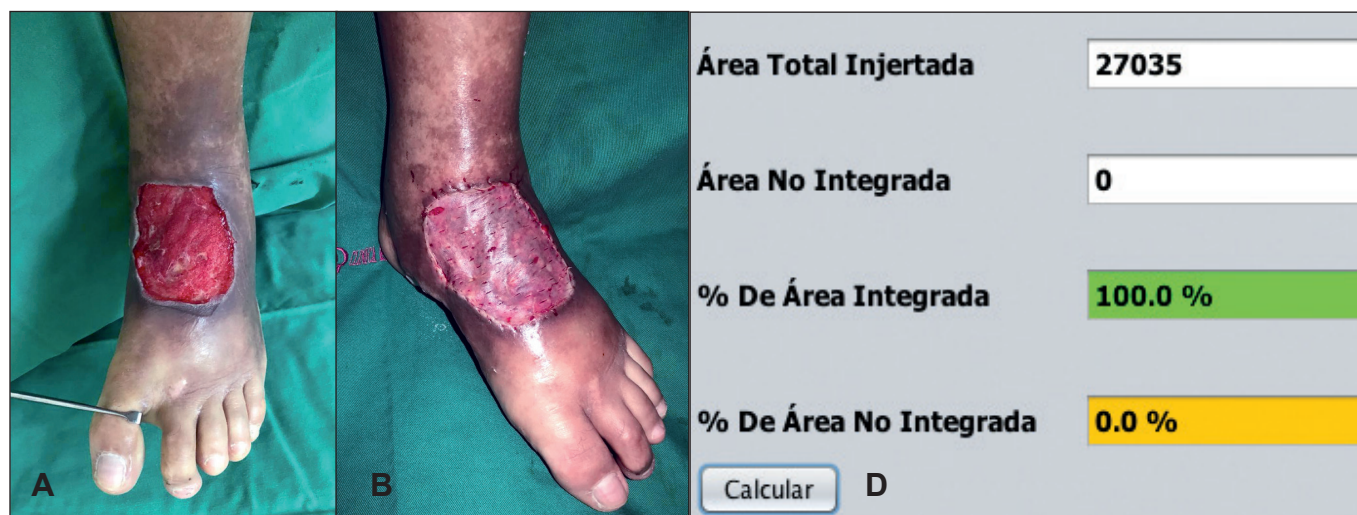 A
B
Área Total Injertada
27035
Área No Integrada
0
% De Área Integrada
100.0 %
% De Área No Integrada
0.0 %
Calcular
D